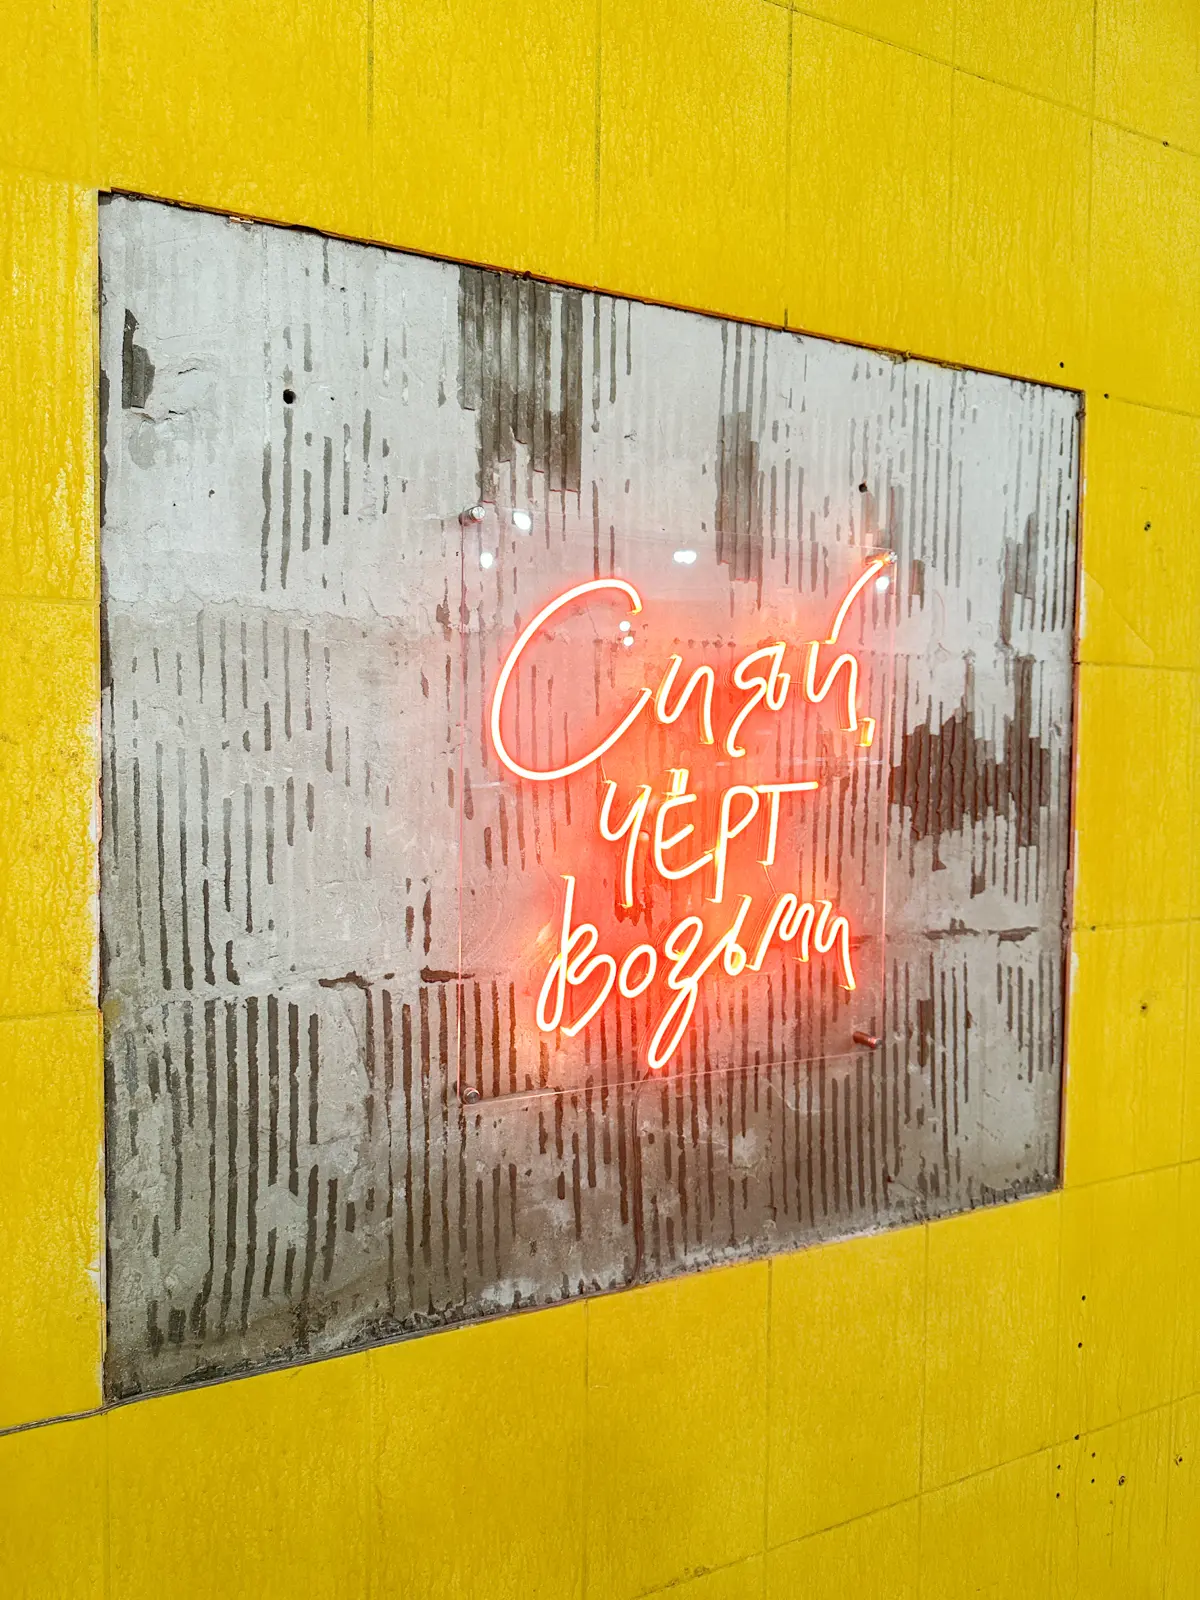 Сияй,
чёрт
возьми